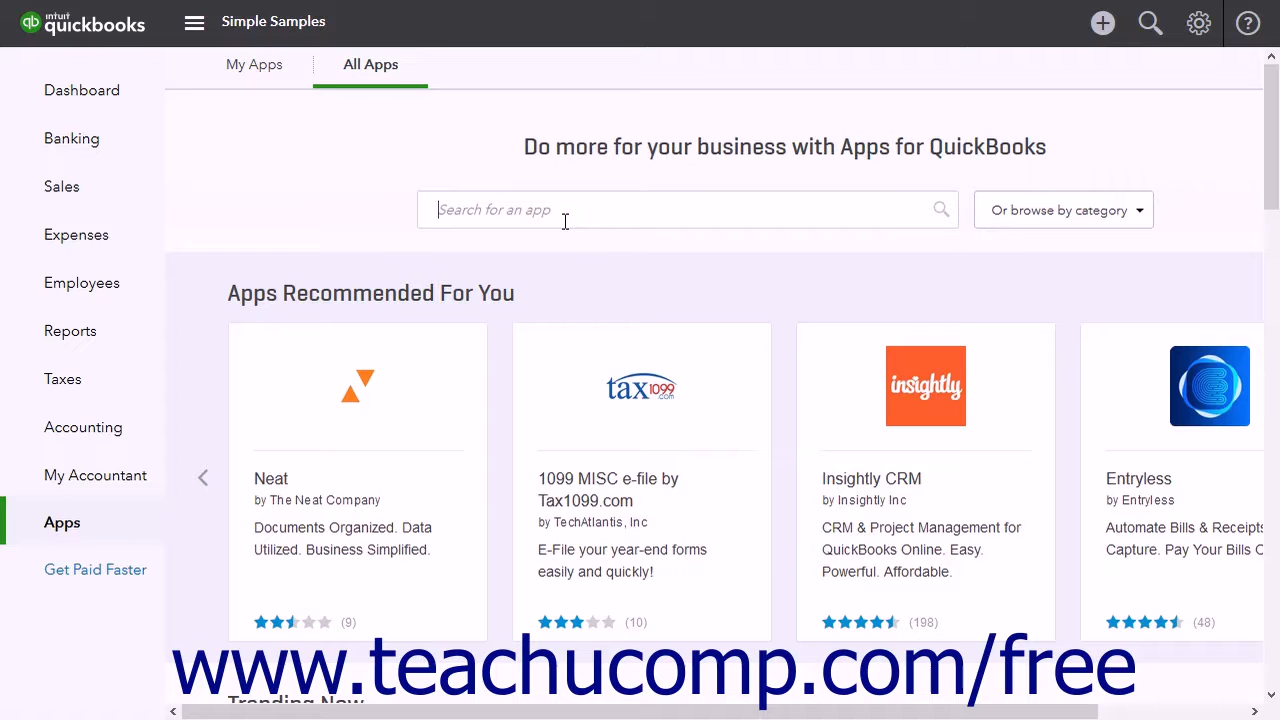 intuit
quickbooks
Simple Samples
My Apps
All Apps
Dashboard
Banking
Sales
Expenses
Employees
Reports
Taxes
Accounting
My Accountant
Apps
Get Paid Faster
Do more for your business with Apps for QuickBooks
Search for an app
Or browse by category
Apps Recommended For You
Neat
by The Neat Company
Documents Organized. Data
Utilized. Business Simplified.
(9)
tax1099
.com
1099 MISC e-file by
Tax1099.com
by TechAtlantis, Inc
E-File your year-end forms
easily and quickly!
(10)
insightly
Insightly CRM
by Insightly Inc
CRM & Project Management for
QuickBooks Online. Easy.
Powerful. Affordable.
(198)
Entryless
by Entryless
Automate Bills & Receipts
Capture. Pay Your Bills
(48)
Trending Now
www.teachucomp.com/free